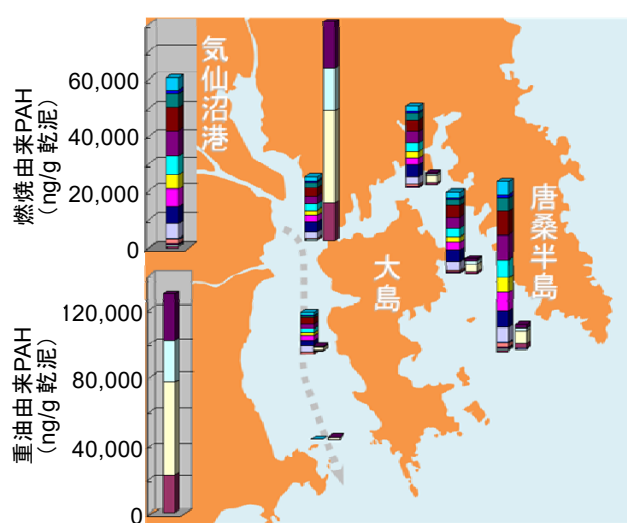 燃焼由来PAH
（ng/g 乾泥）
60,000
40,000
20,000
0
重油由来PAH
（ng/g 乾泥）
120,000
80,000
40,000
0
気仙沼港
大島
唐桑半島